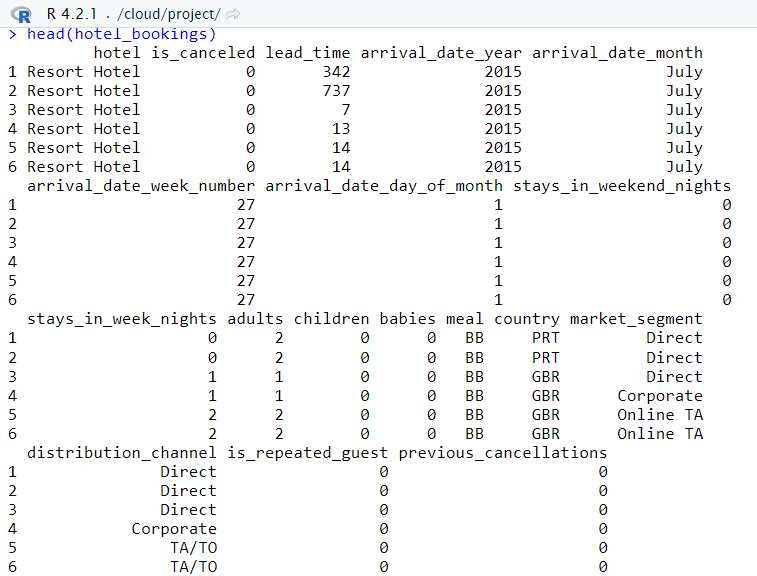 R 4.2.1 . /cloud/project/
> head(hotel_bookings)
         hotel is_canceled lead_time arrival_date_year arrival_date_month
1 Resort Hotel           0       342              2015               July
2 Resort Hotel           0       737              2015               July
3 Resort Hotel           0         7              2015               July
4 Resort Hotel           0        13              2015               July
5 Resort Hotel           0        14              2015               July
6 Resort Hotel           0        14              2015               July
  arrival_date_week_number arrival_date_day_of_month stays_in_weekend_nights
1                       27                         1                       0
2                       27                         1                       0
3                       27                         1                       0
4                       27                         1                       0
5                       27                         1                       0
6                       27                         1                       0
  stays_in_week_nights adults children babies meal country market_segment
1                    0      2        0      0   BB     PRT         Direct
2                    0      2        0      0   BB     PRT         Direct
3                    1      1        0      0   BB     GBR         Direct
4                    1      1        0      0   BB     GBR      Corporate
5                    2      2        0      0   BB     GBR      Online TA
6                    2      2        0      0   BB     GBR      Online TA
  distribution_channel is_repeated_guest previous_cancellations
1               Direct                 0                      0
2               Direct                 0                      0
3               Direct                 0                      0
4            Corporate                 0                      0
5                TA/TO                 0                      0
6                TA/TO                 0                      0